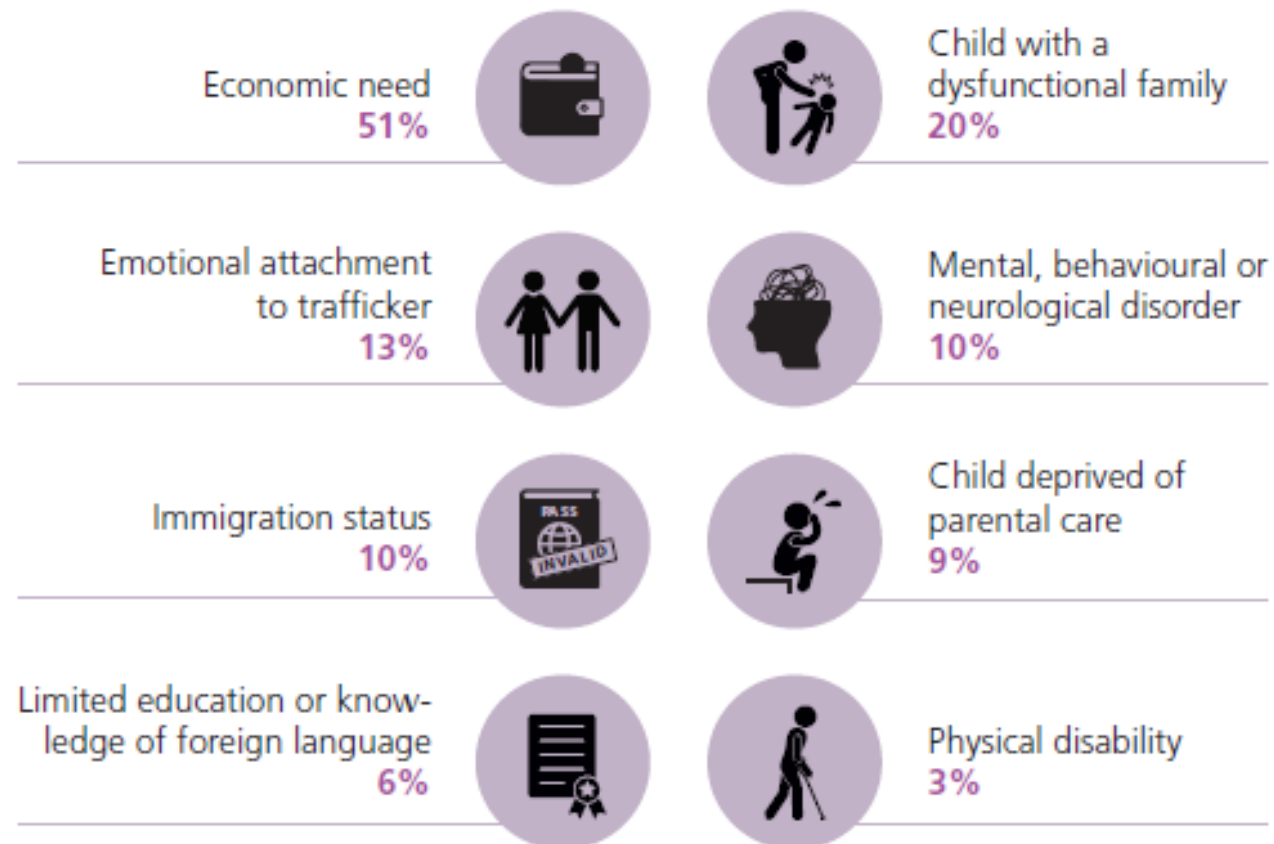 Economic need
51%
Child with a
dysfunctional family
20%
Emotional attachment
to trafficker
13%
Mental, behavioural or
neurological disorder
10%
Immigration status
10%
PASS
INVALID
Child deprived of
parental care
9%
Limited education or know-
ledge of foreign language
6%
Physical disability
3%